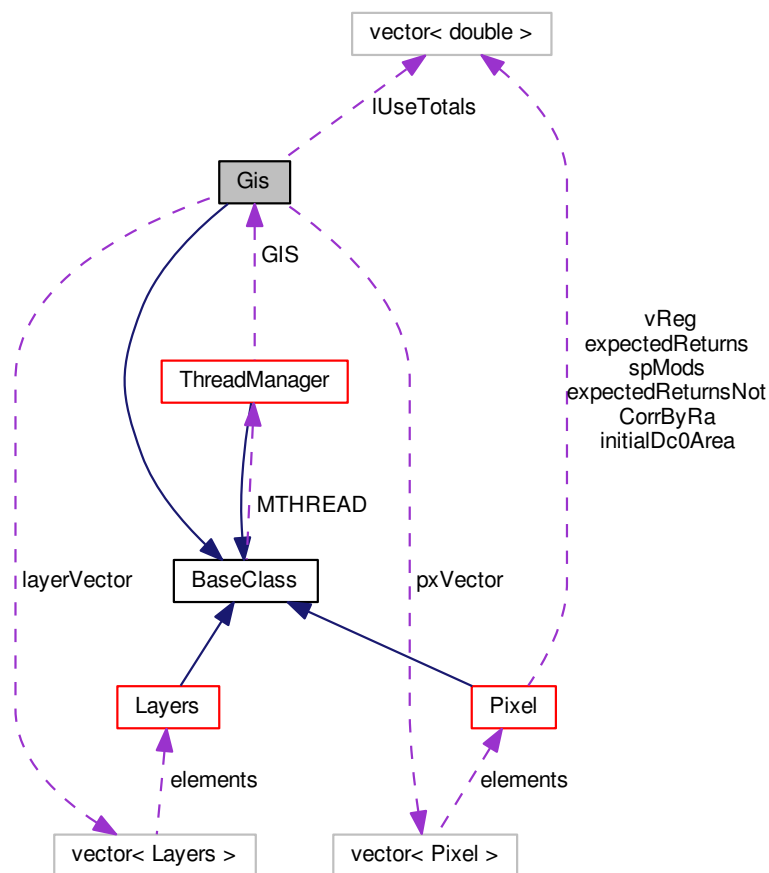 vector< double >
lUseTotals
Gis
GIS
vReg
expectedReturns
spMods
expectedReturnsNot
CorrByRa
initialDc0Area
ThreadManager
MTHREAD
layerVector
BaseClass
pxVector
Layers
Pixel
elements
elements
vector< Layers >
vector< Pixel >